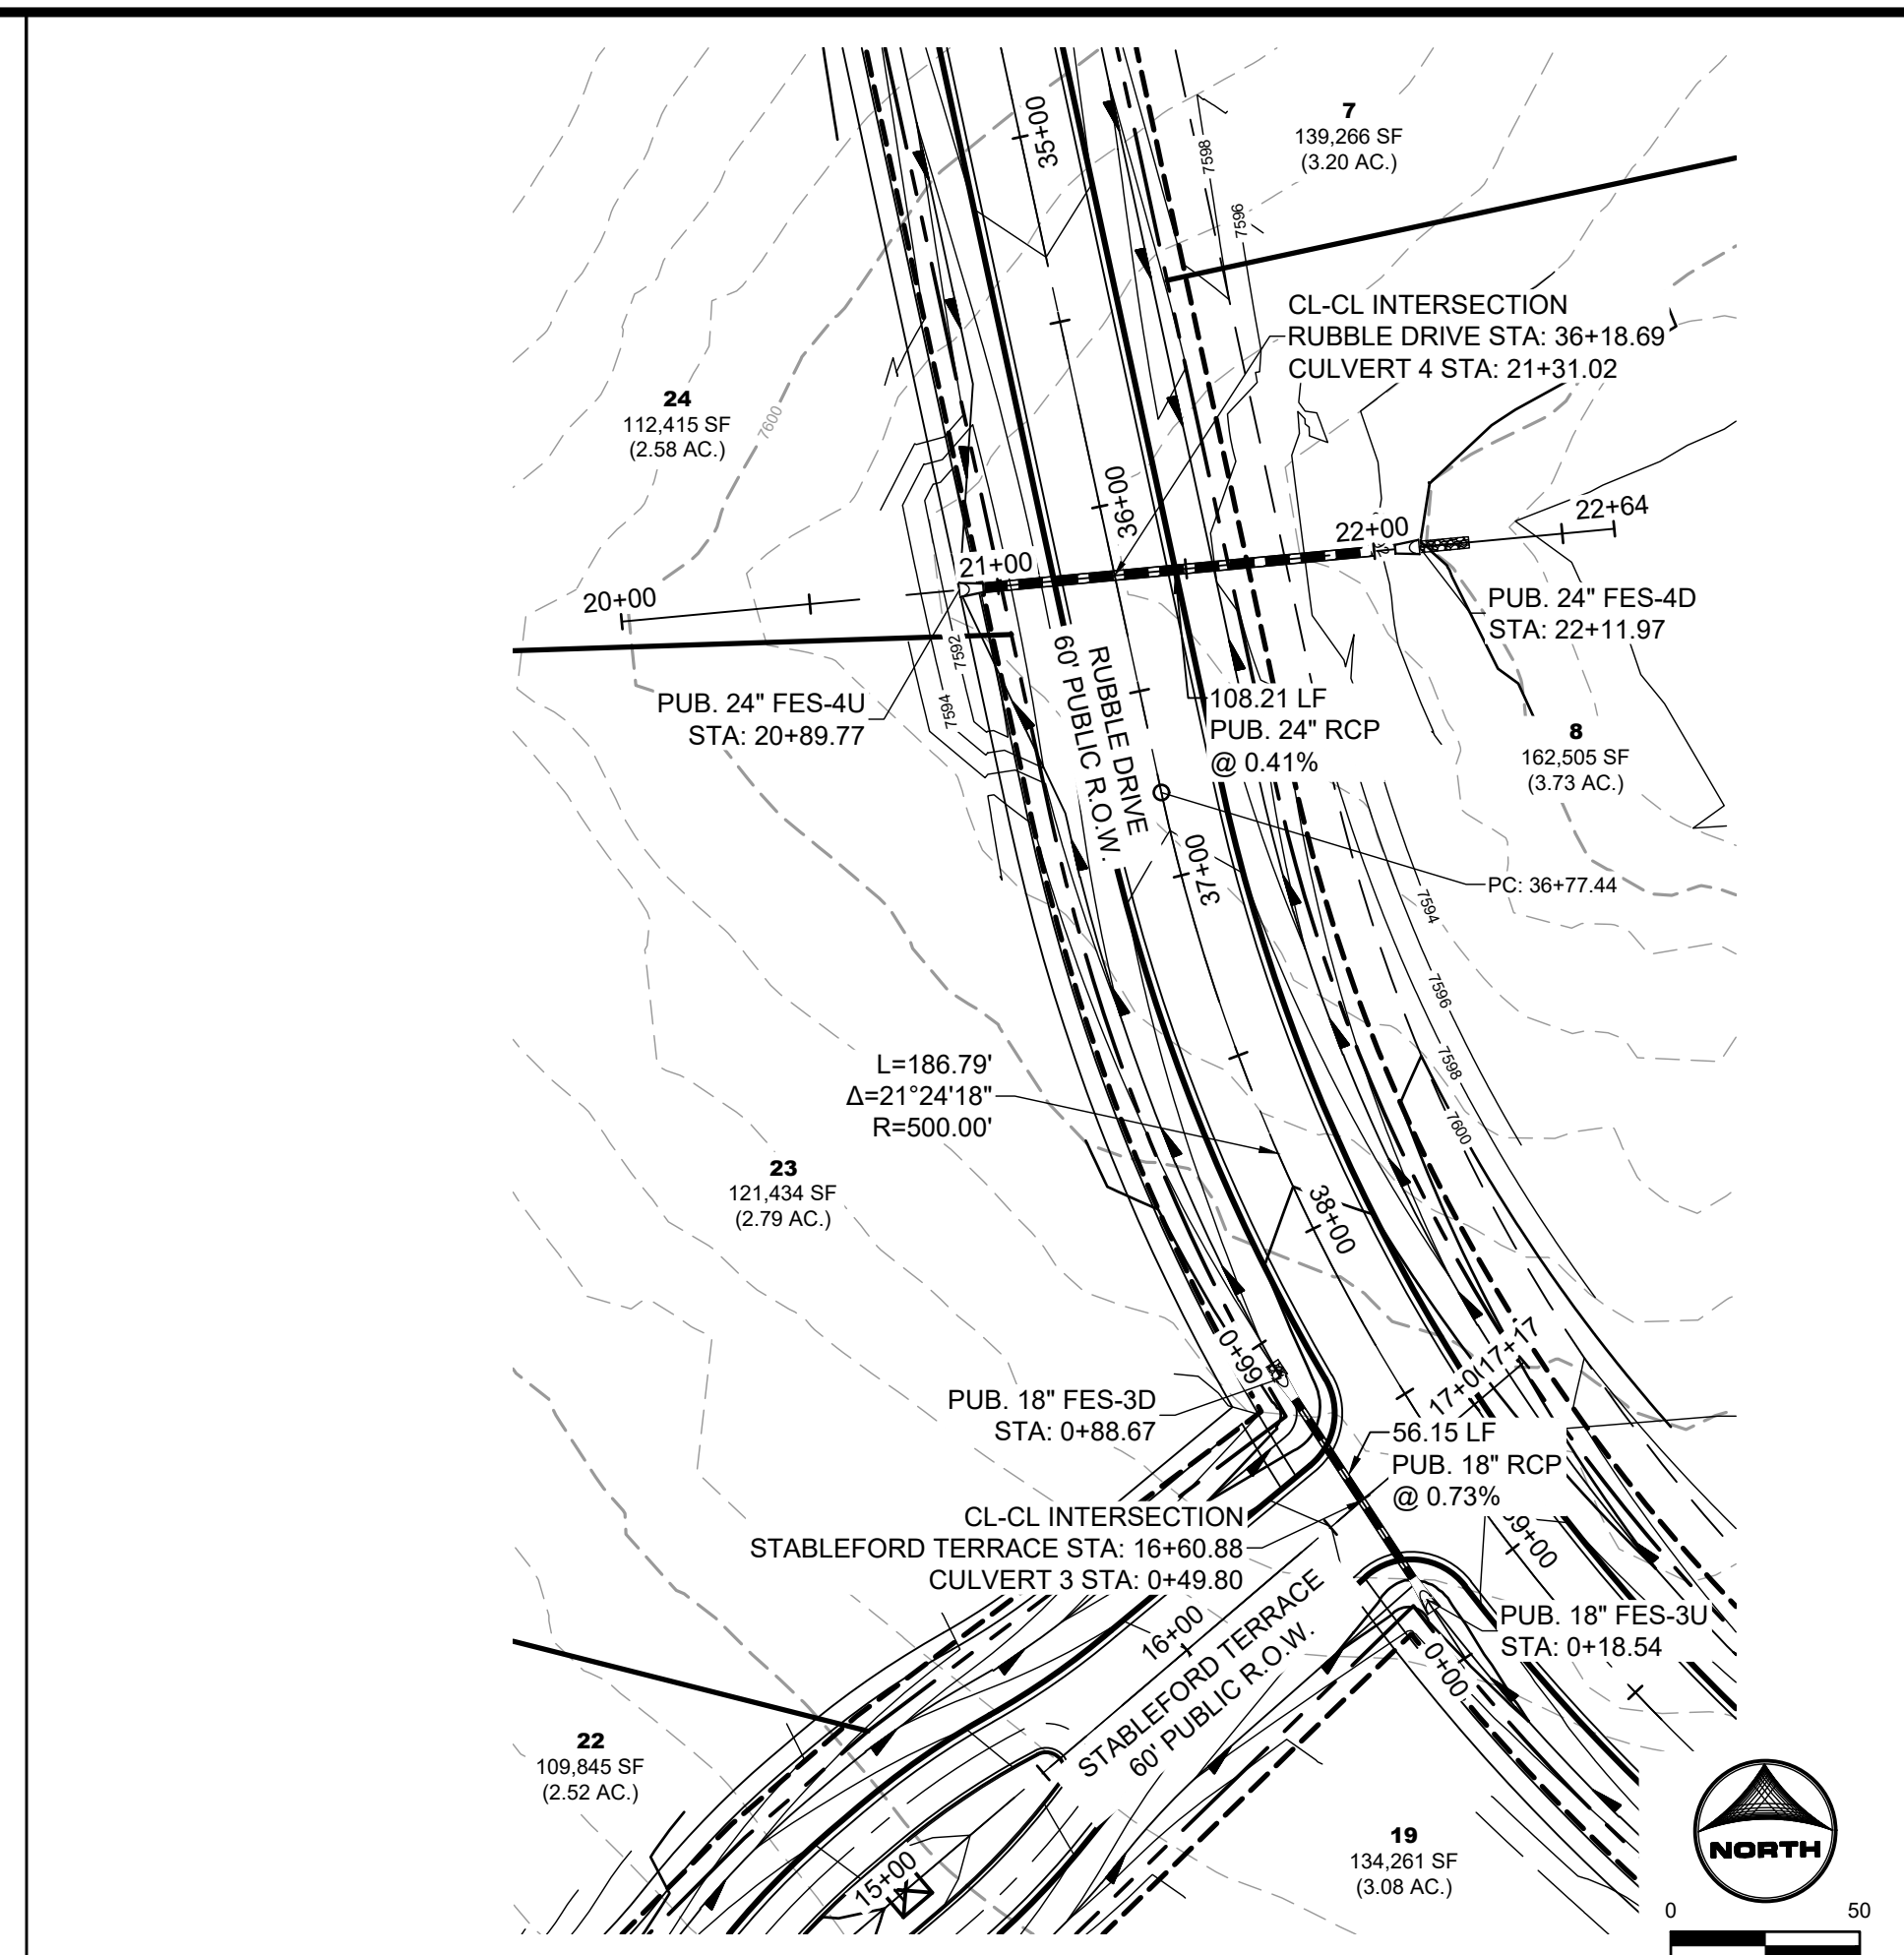 35+00
7
139,266 SF
(3.20 AC.)
7598
7596
CL-CL INTERSECTION
RUBBLE DRIVE STA: 36+18.69
CULVERT 4 STA: 21+31.02
24
112,415 SF
(2.58 AC.)
7600
36+00
22+00
22+64
21+00
20+00
PUB. 24" FES-4D
STA: 22+11.97
7592
7594
PUB. 24" FES-4U
STA: 20+89.77
RUBBLE DRIVE
60' PUBLIC R.O.W.
108.21 LF
PUB. 24" RCP
@ 0.41%
8
162,505 SF
(3.73 AC.)
37+00
PC: 36+77.44
7594
7596
7598
7600
L=186.79'
Δ=21°24'18"
R=500.00'
23
121,434 SF
(2.79 AC.)
38+00
0+99
17+17
PUB. 18" FES-3D
STA: 0+88.67
56.15 LF
PUB. 18" RCP
@ 0.73%
CL-CL INTERSECTION
STABLEFORD TERRACE STA: 16+60.88
CULVERT 3 STA: 0+49.80
16+00
STABLEFORD TERRACE
60' PUBLIC R.O.W.
PUB. 18" FES-3U
STA: 0+18.54
0+00
22
109,845 SF
(2.52 AC.)
15+00
19
134,261 SF
(3.08 AC.)
NORTH
0 50